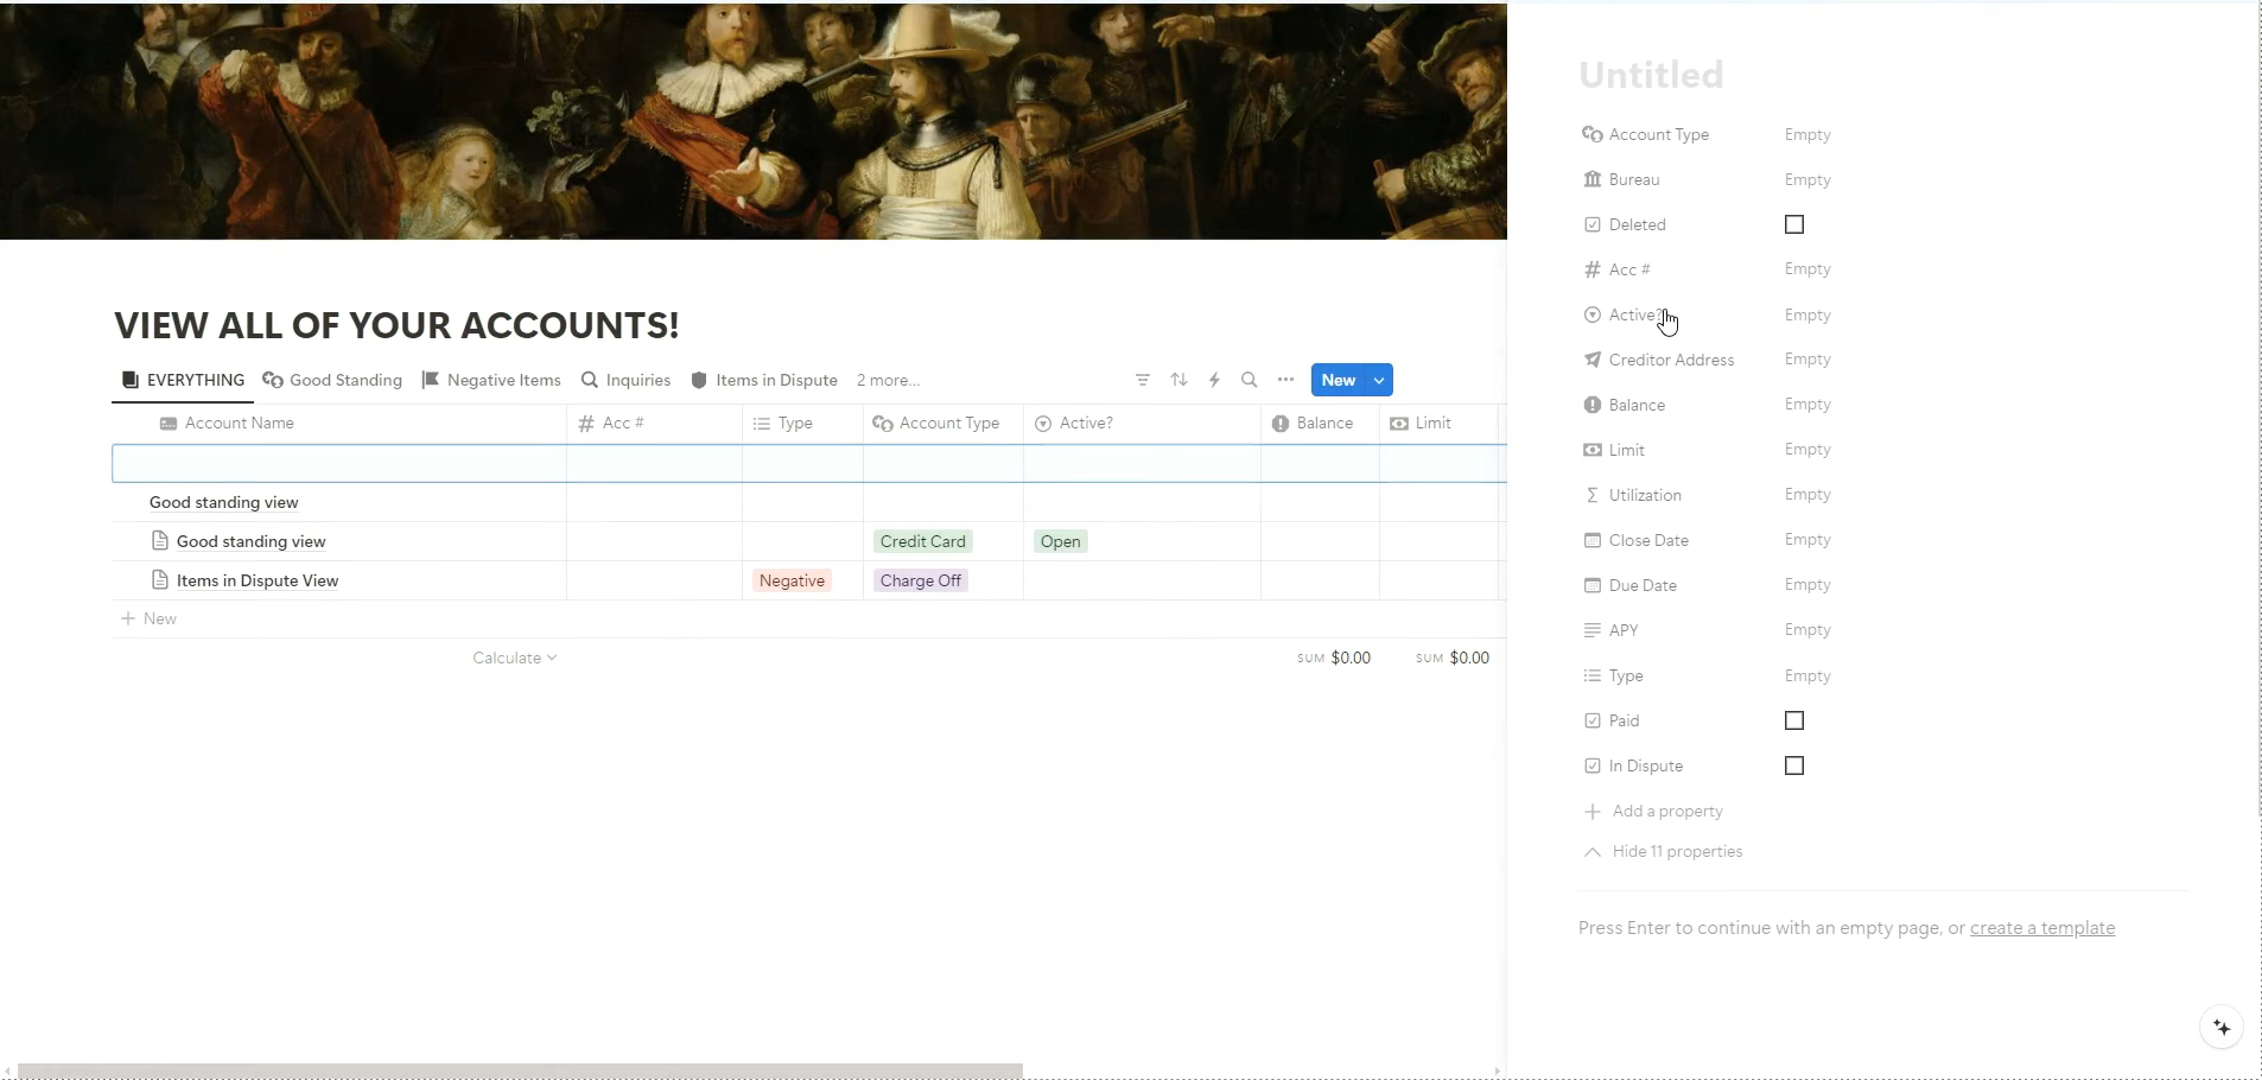 VIEW ALL OF YOUR ACCOUNTS!
EVERYTHING Good Standing Negative Items Inquiries Items in Dispute 2 more... New
Account Name Acc # Type Account Type Active? Balance Limit
Good standing view
Good standing view Credit Card Open
Items in Dispute View Negative Charge Off
New
Calculate SUM $0.00 SUM $0.00
Untitled
Account Type Empty
Bureau Empty
Deleted
Acc # Empty
Active? Empty
Creditor Address Empty
Balance Empty
Limit Empty
Utilization Empty
Close Date Empty
Due Date Empty
APY Empty
Type Empty
Paid
In Dispute
Add a property
Hide 11 properties
Press Enter to continue with an empty page, or create a template